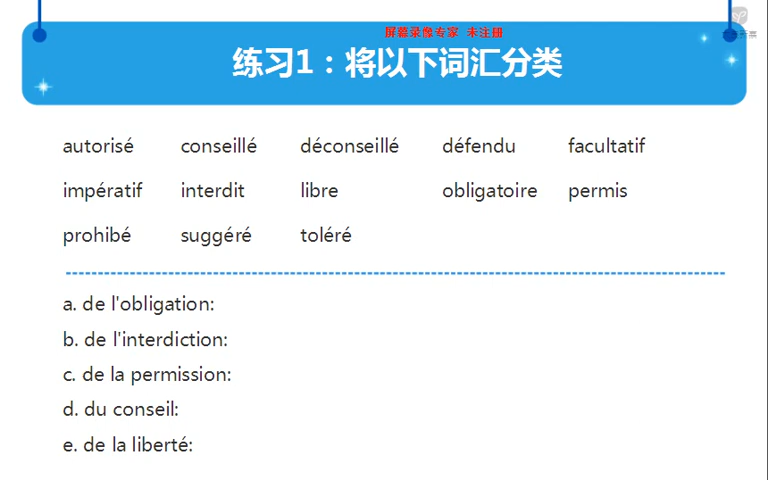 屏幕录像专家 未注册
练习1：将以下词汇分类
autorisé conseillé déconseillé défendu facultatif
impératif interdit libre obligatoire permis
prohibé suggéré toléré
a. de l'obligation:
b. de l'interdiction:
c. de la permission:
d. du conseil:
e. de la liberté: